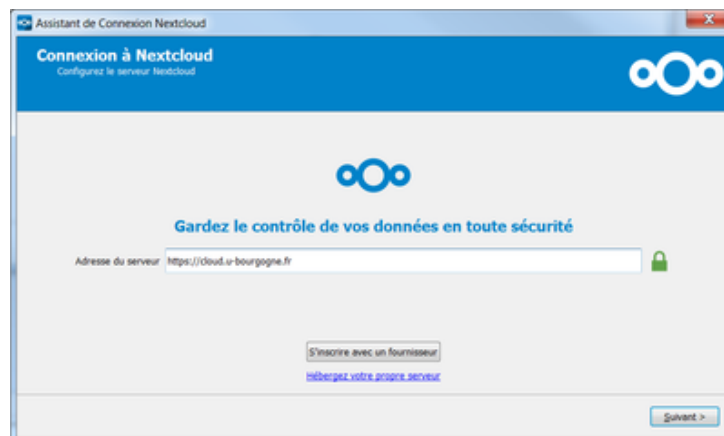 Assistant de Connexion Nextcloud
Connexion à Nextcloud
Configurez le serveur Nextcloud
Gardez le contrôle de vos données en toute sécurité
Adresse du serveur https://cloud.u-bourgogne.fr
S'inscrire avec un fournisseur
Hébergez votre propre serveur
Suivant >